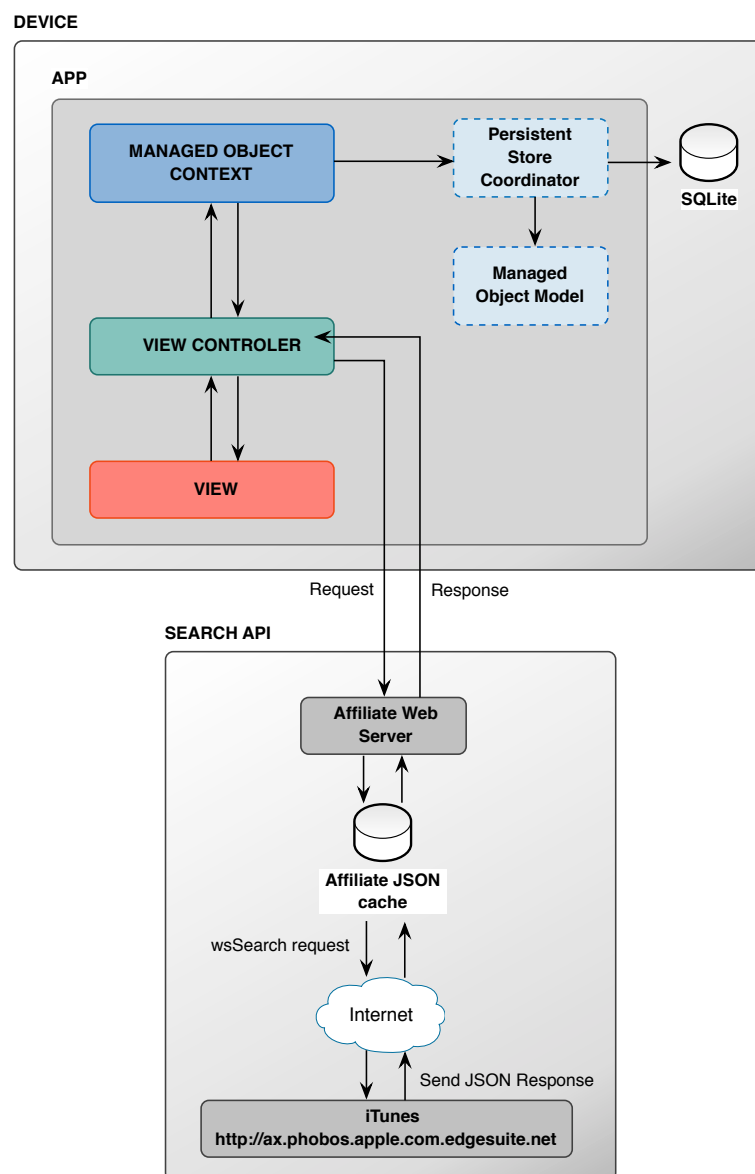 DEVICE
APP
MANAGED OBJECT
CONTEXT
Persistent
Store
Coordinator
SQLite
Managed
Object Model
VIEW CONTROLER
VIEW
Request
Response
SEARCH API
Affiliate Web
Server
Affiliate JSON
cache
wsSearch request
Internet
Send JSON Response
iTunes
http://ax.phobos.apple.com.edgesuite.net